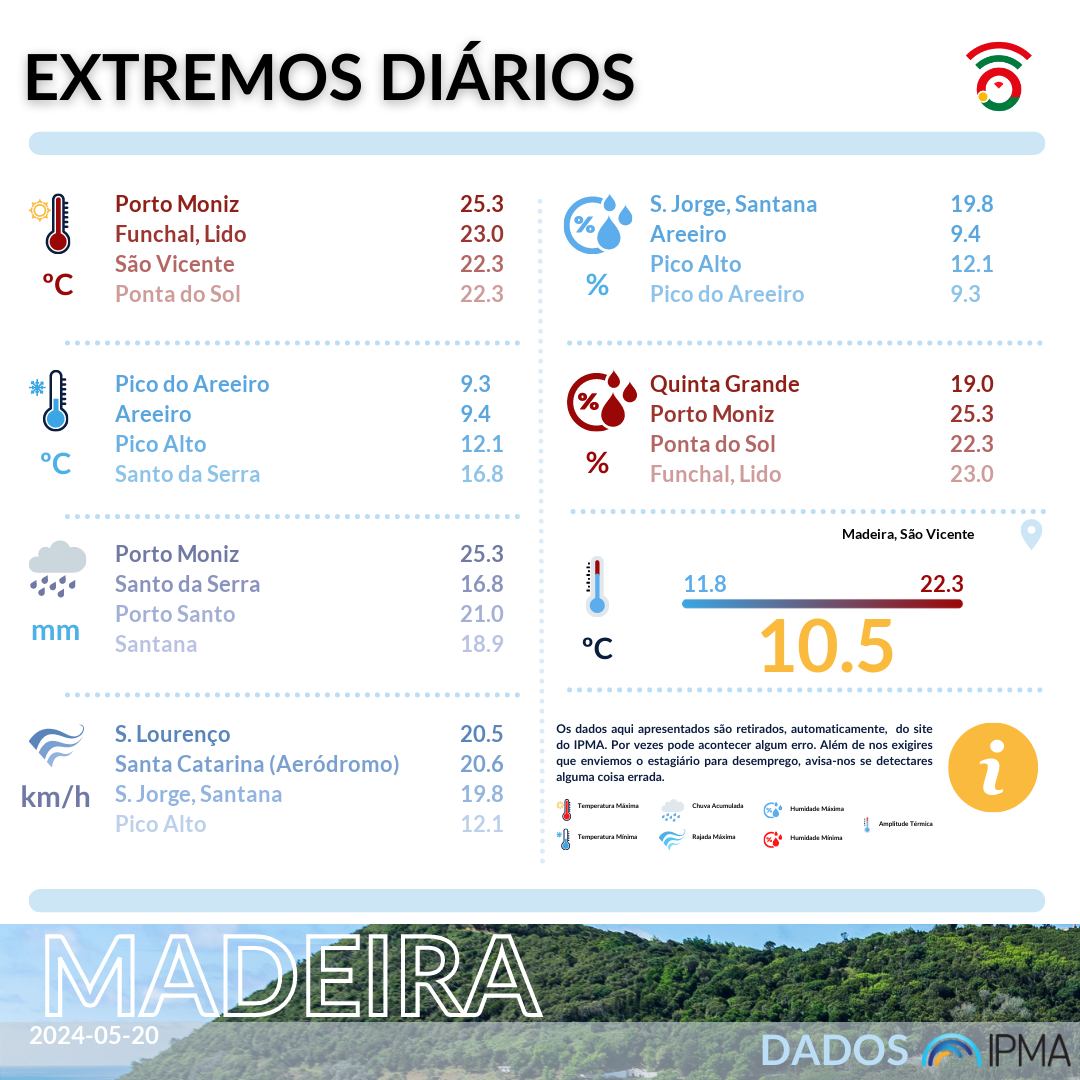 EXTREMOS DIÁRIOS
Porto Moniz 25.3
Funchal, Lido 23.0
São Vicente 22.3
Ponta do Sol 22.3
ºC
Pico do Areeiro 9.3
Areeiro 9.4
Pico Alto 12.1
Santo da Serra 16.8
ºC
Porto Moniz 25.3
Santo da Serra 16.8
Porto Santo 21.0
Santana 18.9
mm
S. Lourenço 20.5
Santa Catarina (Aeródromo) 20.6
S. Jorge, Santana 19.8
Pico Alto 12.1
km/h
%
S. Jorge, Santana 19.8
Areeiro 9.4
Pico Alto 12.1
Pico do Areeiro 9.3
%
%
Quinta Grande 19.0
Porto Moniz 25.3
Ponta do Sol 22.3
Funchal, Lido 23.0
%
Madeira, São Vicente
11.8 22.3
10.5
ºC
Os dados aqui apresentados são retirados, automaticamente, do site
do IPMA. Por vezes pode acontecer algum erro. Além de nos exigires
que enviemos o estagiário para desemprego, avisa-nos se detectares
alguma coisa errada.
i
Temperatura Máxima
Chuva Acumulada
Humidade Máxima
Amplitude Térmica
Temperatura Mínima
Rajada Máxima
Humidade Mínima
MADEIRA
2024-05-20
DADOS IPMA